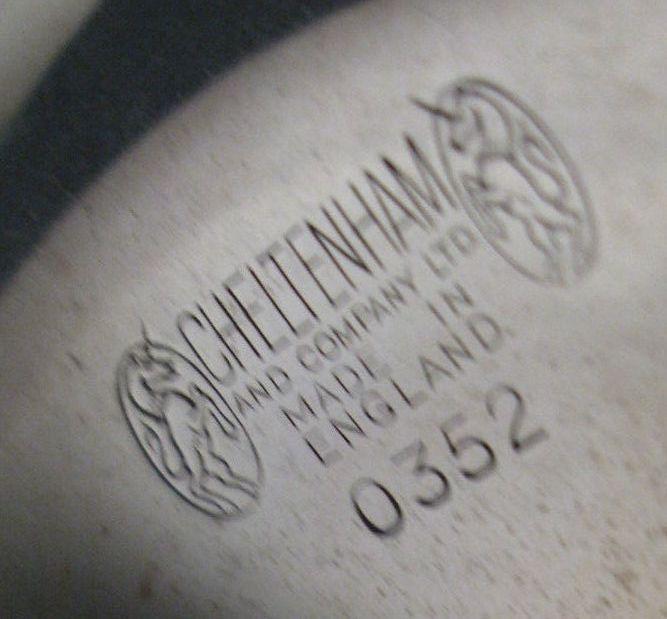 CHELTENHAM
AND COMPANY LTD
MADE IN
ENGLAND.
0352